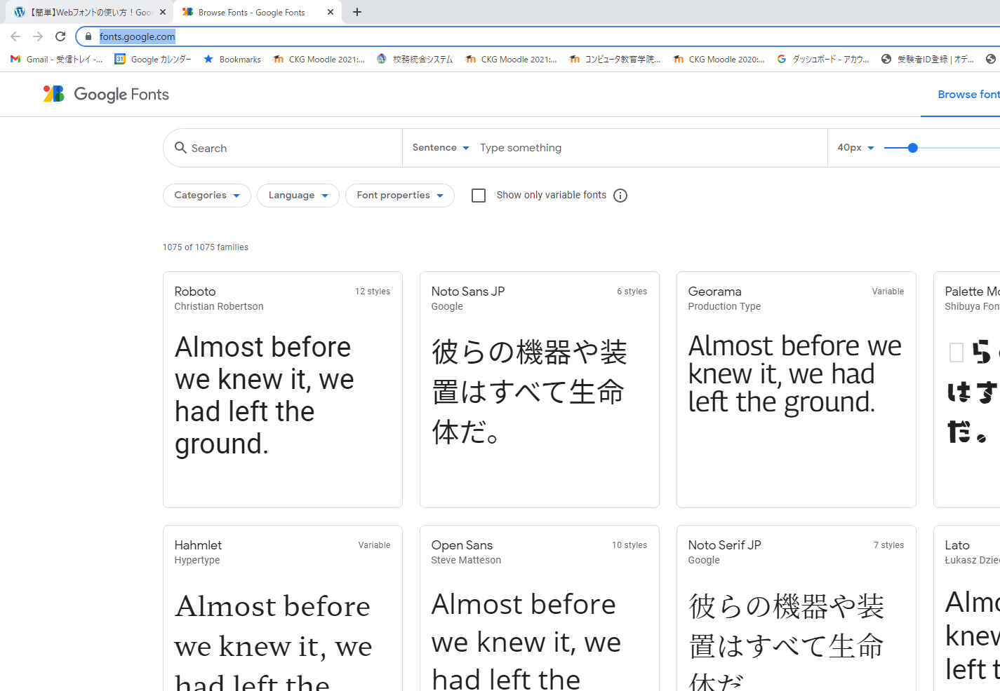 【簡単】Webフォントの使い方！Goo
Browse Fonts - Google Fonts
fonts.google.com
Gmail - 受信トレイ -... Google カレンダー Bookmarks CKG Moodle 2021:... 校務統合システム CKG Moodle 2021:... コンピュータ教育学院... CKG Moodle 2020:... ダッシュボード - アカウ... 受験者ID登録 | オデ...
Google Fonts
Browse font
Search
Sentence
Type something
40px
Categories
Language
Font properties
Show only variable fonts
1075 of 1075 families
Roboto
12 styles
Christian Robertson
Almost before
we knew it, we
had left the
ground.
Noto Sans JP
6 styles
Google
彼らの機器や装
置はすべて生命
体だ。
Georama
Variable
Production Type
Almost before we
knew it, we had
left the ground.
Palette Mo
Shibuya Fon
ら
はす
だ。
Hahmlet
Variable
Hypertype
Almost before
we knew it, we
had left the
Open Sans
10 styles
Steve Matteson
Almost before
we knew it, we
had left the
Noto Serif JP
7 styles
Google
彼らの機器や装
置はすべて生命
体だ
Lato
Łukasz Dzied
Almo
knew
left t